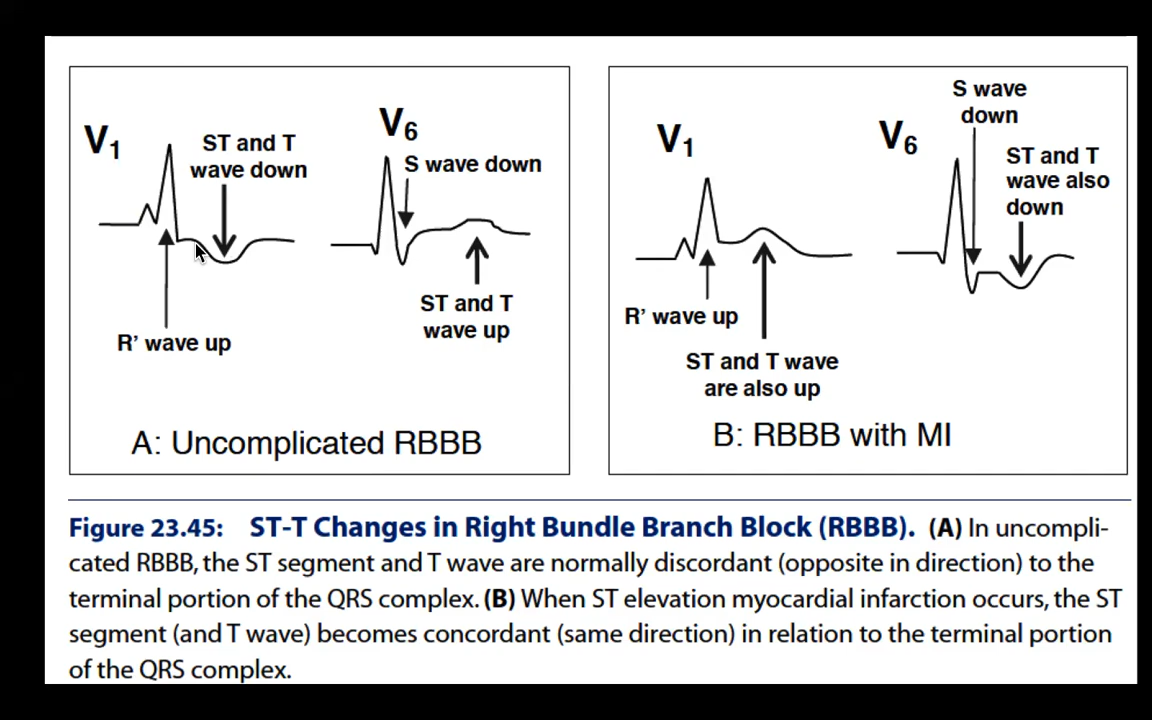 V1
ST and T
wave down
R’ wave up
V6
S wave down
ST and T
wave up
A: Uncomplicated RBBB
V1
R’ wave up
ST and T wave
are also up
V6
S wave
down
ST and T
wave also
down
B: RBBB with MI
Figure 23.45: ST-T Changes in Right Bundle Branch Block (RBBB). (A) In uncompli-
cated RBBB, the ST segment and T wave are normally discordant (opposite in direction) to the
terminal portion of the QRS complex. (B) When ST elevation myocardial infarction occurs, the ST
segment (and T wave) becomes concordant (same direction) in relation to the terminal portion
of the QRS complex.